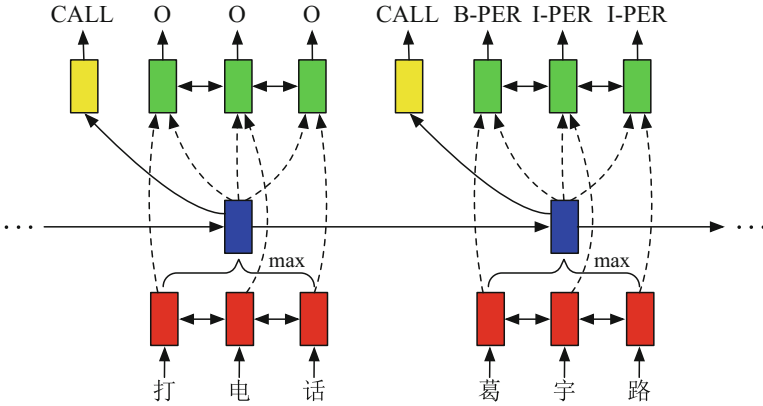 CALL O O O CALL B-PER I-PER I-PER
... ...
max max
打 电 话 葛 宇 路